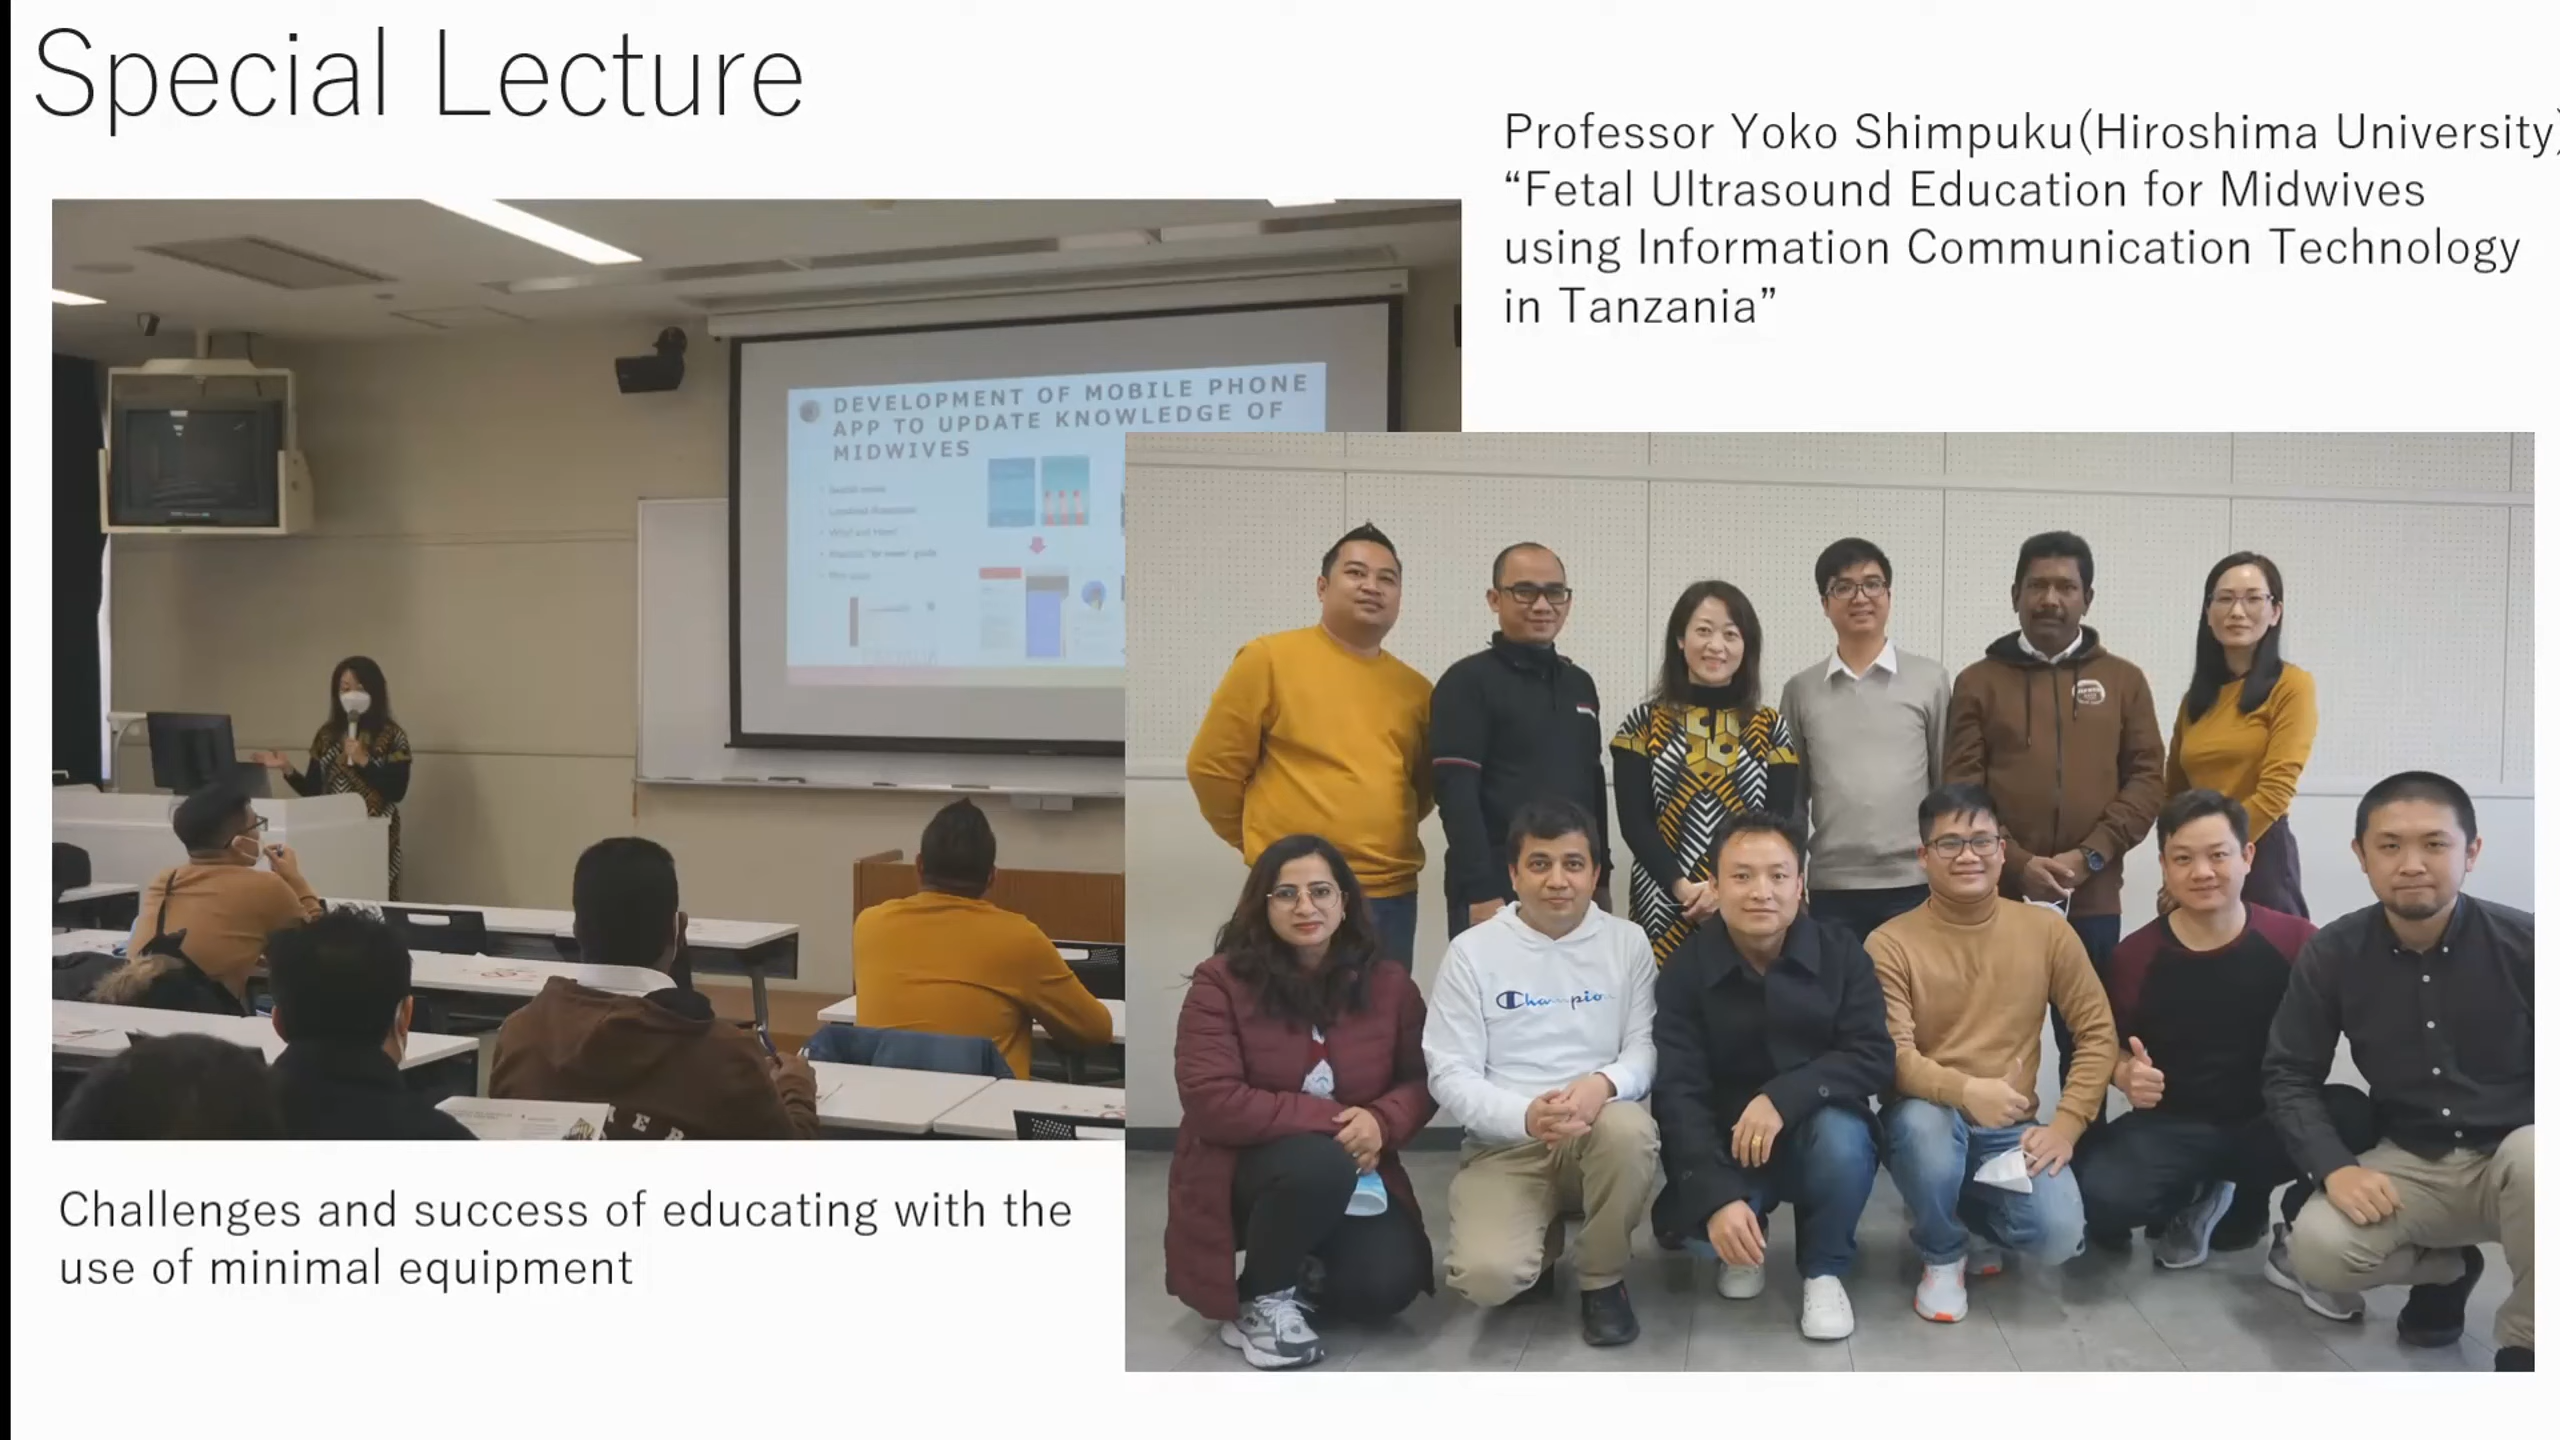 Special Lecture
Professor Yoko Shimpuku(Hiroshima University)
“Fetal Ultrasound Education for Midwives
using Information Communication Technology
in Tanzania”
DEVELOPMENT OF MOBILE PHONE
APP TO UPDATE KNOWLEDGE OF
MIDWIVES
Champion
Challenges and success of educating with the
use of minimal equipment